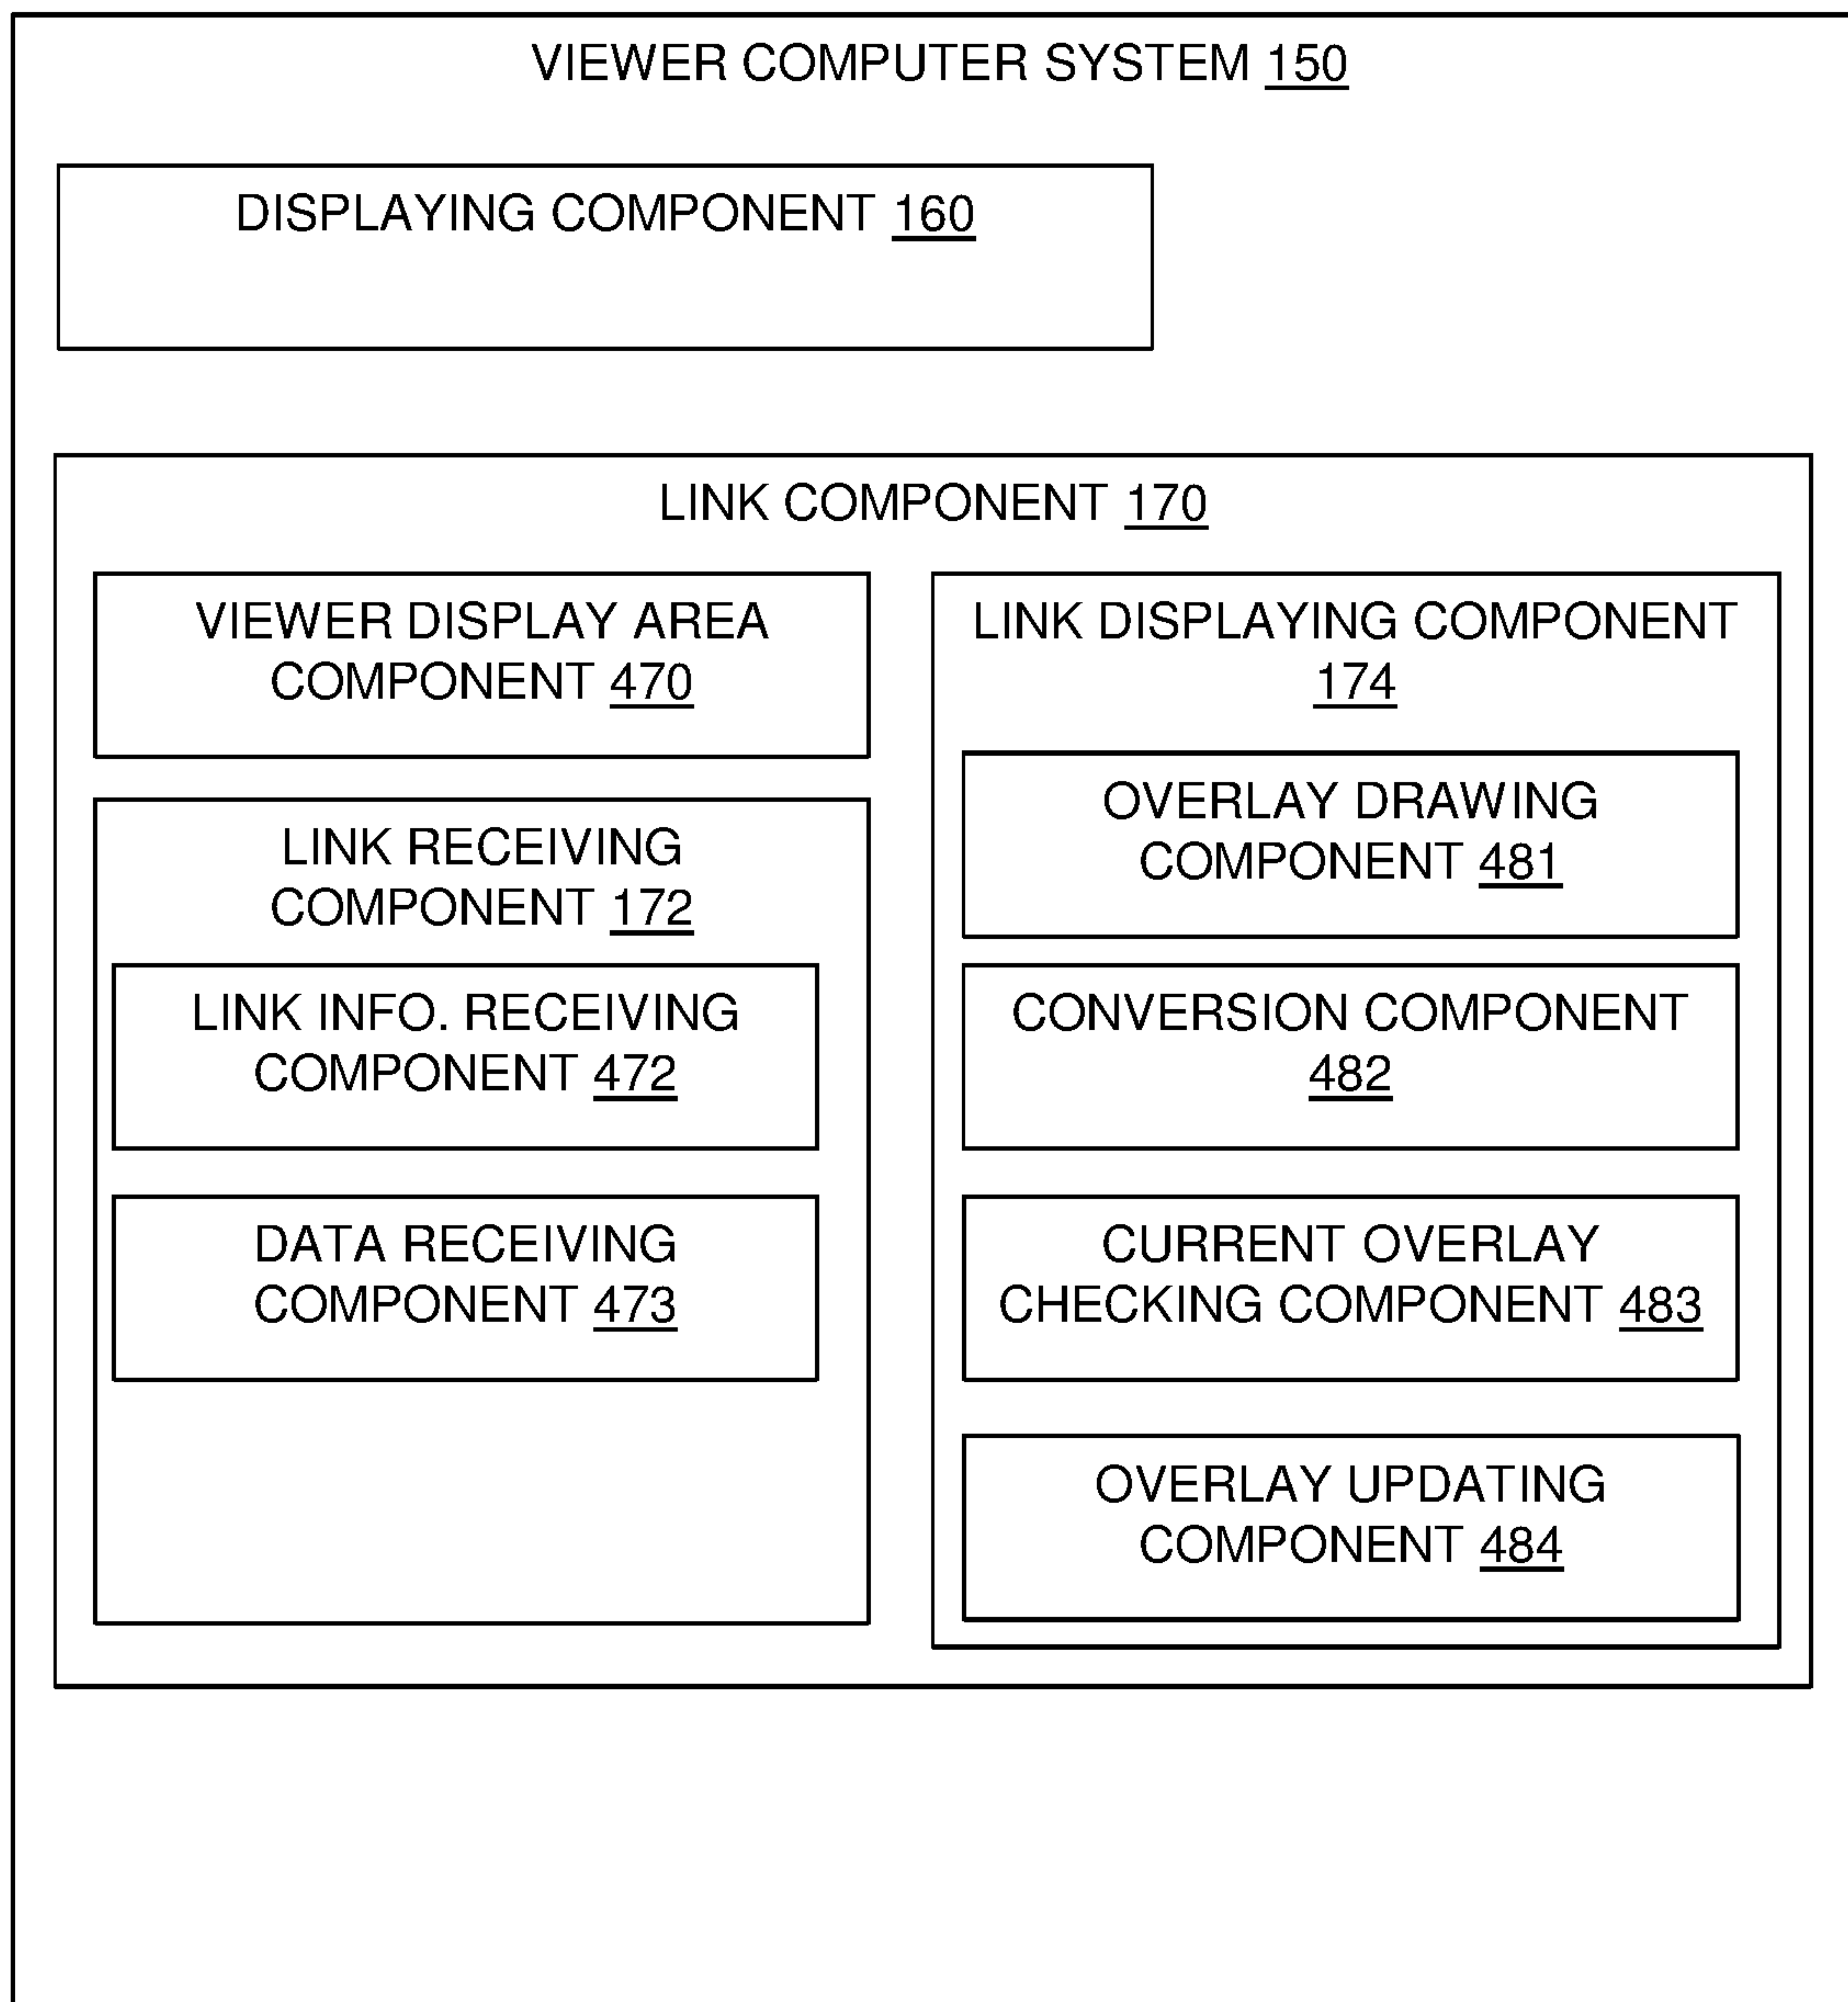 VIEWER COMPUTER SYSTEM 150
DISPLAYING COMPONENT 160
LINK COMPONENT 170
VIEWER DISPLAY AREA
COMPONENT 470
LINK RECEIVING
COMPONENT 172
LINK INFO. RECEIVING
COMPONENT 472
DATA RECEIVING
COMPONENT 473
LINK DISPLAYING COMPONENT
174
OVERLAY DRAWING
COMPONENT 481
CONVERSION COMPONENT
482
CURRENT OVERLAY
CHECKING COMPONENT 483
OVERLAY UPDATING
COMPONENT 484